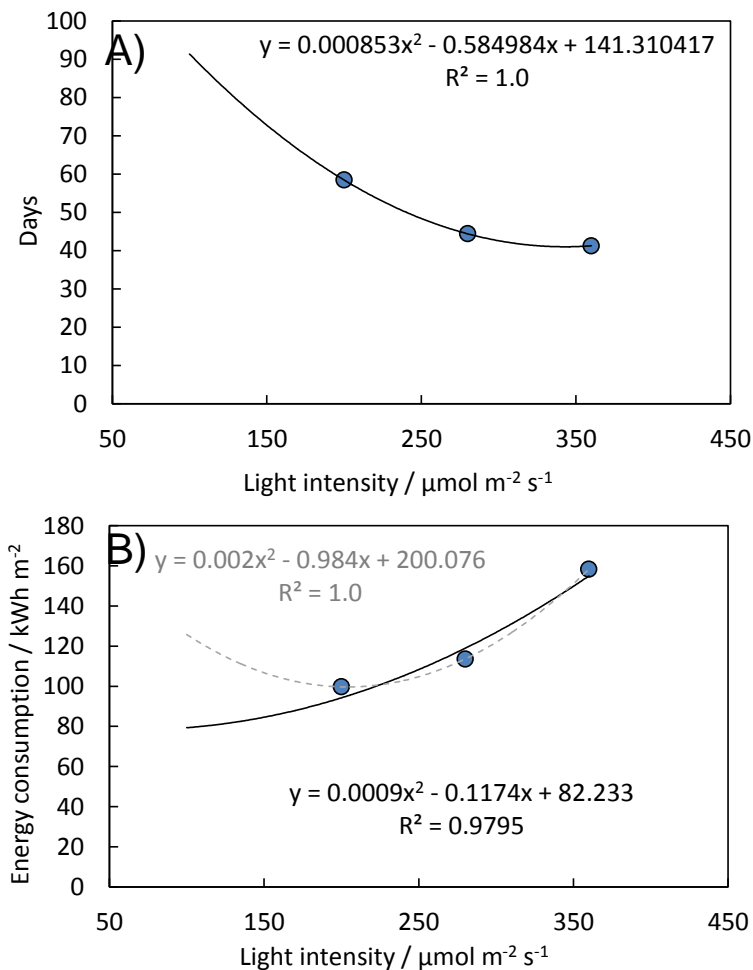 A)
y = 0.000853x² - 0.584984x + 141.310417
R² = 1.0
100
90
80
70
60
50
40
30
20
10
0
Days
50 150 250 350 450
Light intensity / µmol m⁻² s⁻¹
B)
y = 0.002x² - 0.984x + 200.076
R² = 1.0
180
160
140
120
100
80
60
40
20
0
Energy consumption / kWh m⁻²
y = 0.0009x² - 0.1174x + 82.233
R² = 0.9795
50 150 250 350 450
Light intensity / µmol m⁻² s⁻¹